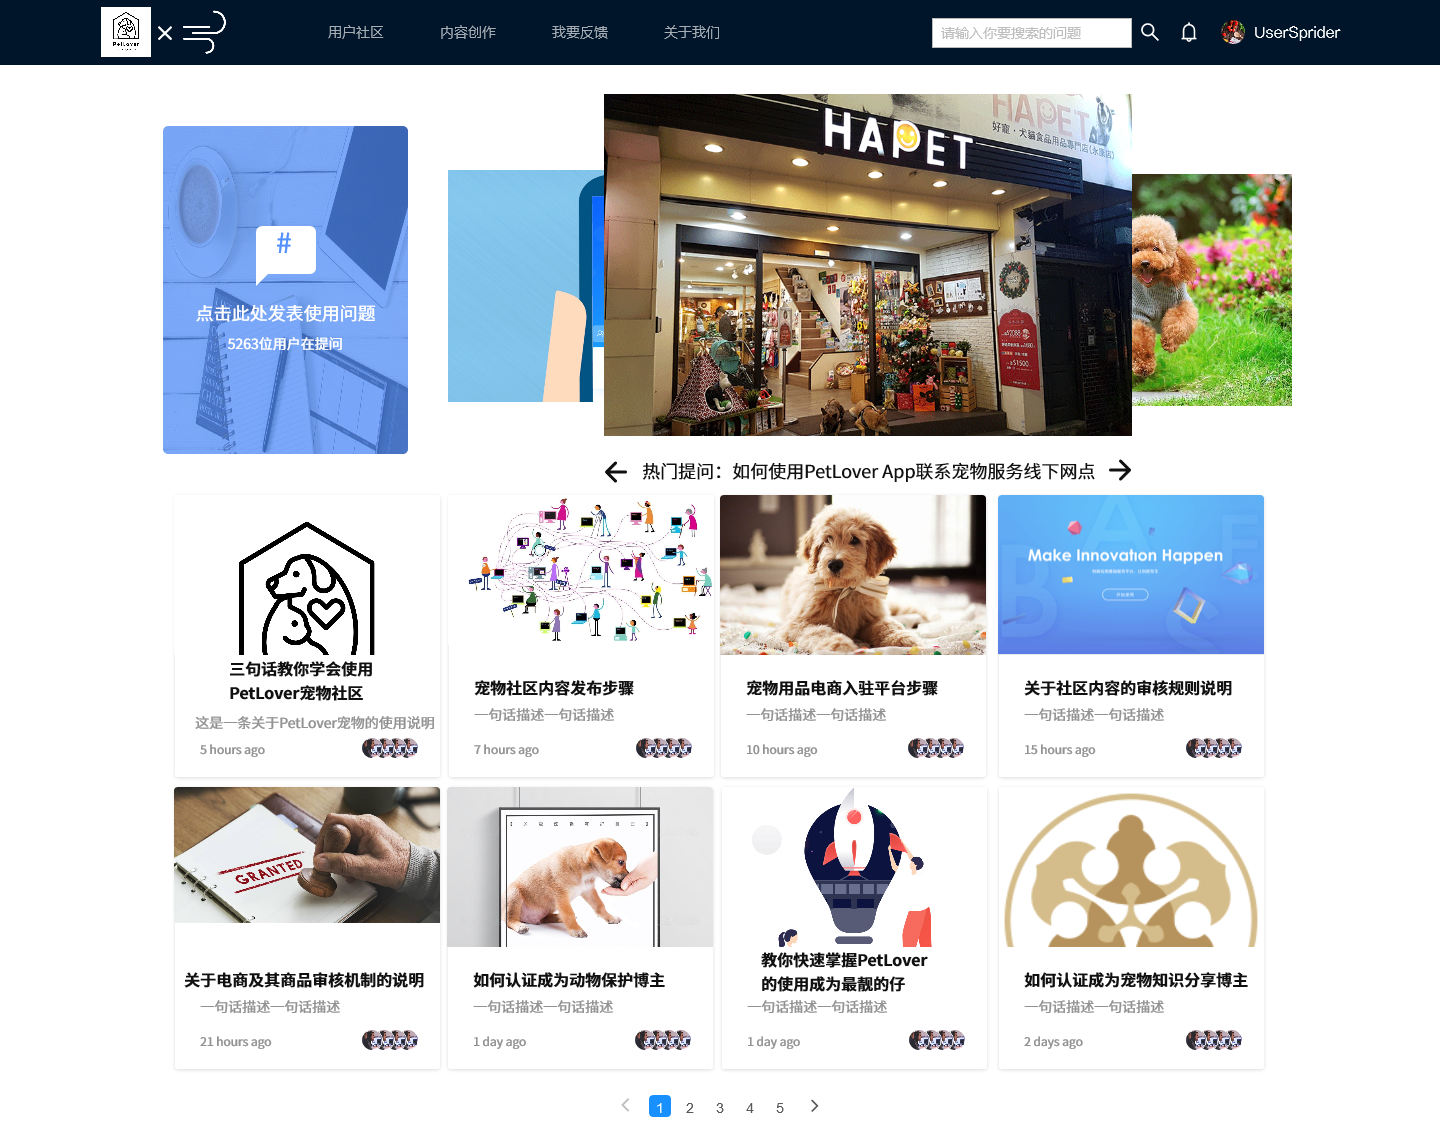 PetLover
用户社区
内容创作
我要反馈
关于我们
请输入你要搜索的问题
UserSprider
#
点击此处发表使用问题
5263位用户在提问
HAPET
HAPET
好寵·犬貓食品用品專門店(永康店)
热门提问：如何使用PetLover App联系宠物服务线下网点
三句话教你学会使用
PetLover宠物社区
这是一条关于PetLover宠物的使用说明
5 hours ago
宠物社区内容发布步骤
一句话描述一句话描述
7 hours ago
宠物用品电商入驻平台步骤
一句话描述一句话描述
10 hours ago
Make Innovation Happen
关于社区内容的审核规则说明
一句话描述一句话描述
15 hours ago
GRANTED
关于电商及其商品审核机制的说明
一句话描述一句话描述
21 hours ago
如何认证成为动物保护博主
一句话描述一句话描述
1 day ago
教你快速掌握PetLover
的使用成为最靓的仔
一句话描述一句话描述
1 day ago
如何认证成为宠物知识分享博主
一句话描述一句话描述
2 days ago
1 2 3 4 5